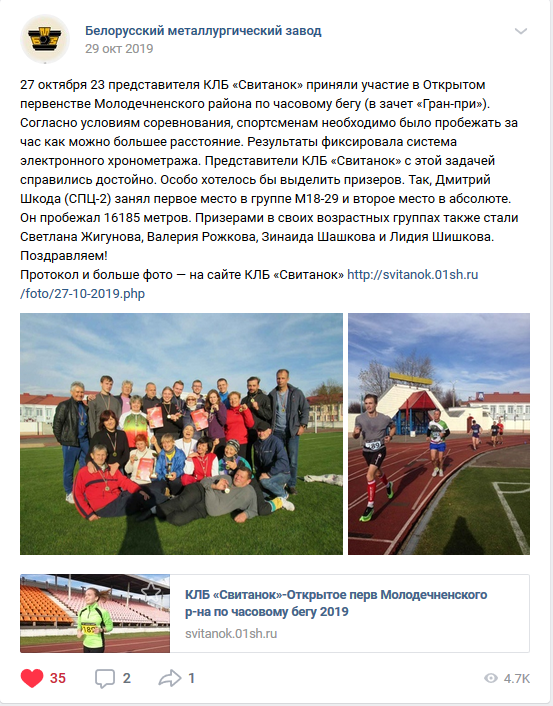 Белорусский металлургический завод
29 окт 2019
27 октября 23 представителя КЛБ «Свитанок» приняли участие в Открытом
первенстве Молодечненского района по часовому бегу (в зачет «Гран-при»).
Согласно условиям соревнования, спортсменам необходимо было пробежать за
час как можно большее расстояние. Результаты фиксировала система
электронного хронометража. Представители КЛБ «Свитанок» с этой задачей
справились достойно. Особо хотелось бы выделить призеров. Так, Дмитрий
Шкода (СПЦ-2) занял первое место в группе М18-29 и второе место в абсолюте.
Он пробежал 16185 метров. Призерами в своих возрастных группах также стали
Светлана Жигунова, Валерия Рожкова, Зинаида Шашкова и Лидия Шишкова.
Поздравляем!
Протокол и больше фото — на сайте КЛБ «Свитанок» http://svitanok.01sh.ru
/foto/27-10-2019.php
КЛБ «Свитанок»-Открытое перв Молодечненского
р-на по часовому бегу 2019
svitanok.01sh.ru
35 2 1 4.7K